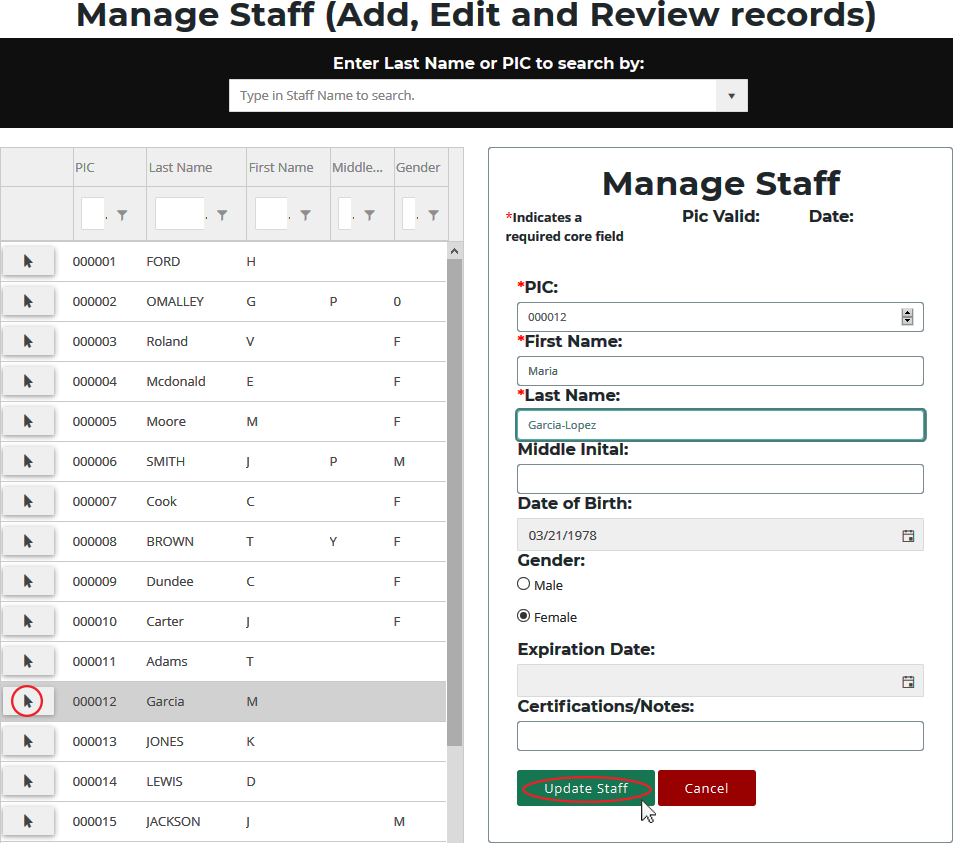 Manage Staff (Add, Edit and Review records)
Enter Last Name or PIC to search by:
Type in Staff Name to search.
PIC Last Name First Name Middle... Gender
000001 FORD H
000002 OMALLEY G P 0
000003 Roland V F
000004 Mcdonald E F
000005 Moore M F
000006 SMITH J P M
000007 Cook C F
000008 BROWN T Y F
000009 Dundee C F
000010 Carter J F
000011 Adams T
000012 Garcia M
000013 JONES K
000014 LEWIS D
000015 JACKSON J M
Manage Staff
*Indicates a required core field
Pic Valid: Date:
*PIC:
000012
*First Name:
Maria
*Last Name:
Garcia-Lopez
Middle Inital:
Date of Birth:
03/21/1978
Gender:
Male
Female
Expiration Date:
Certifications/Notes:
Update Staff Cancel